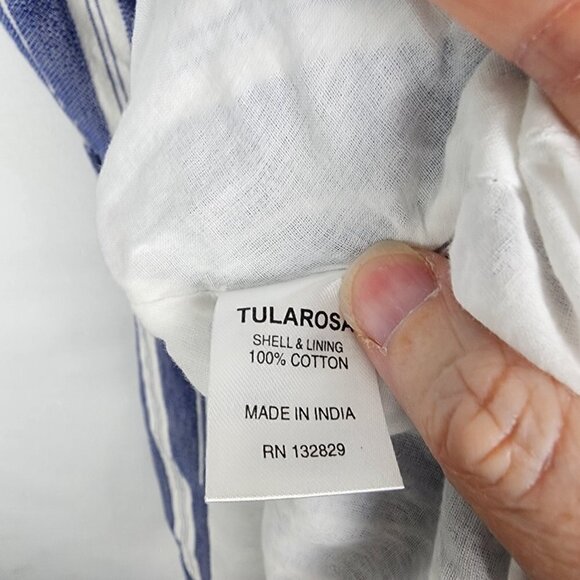 TULAROSA
SHELL & LINING
100% COTTON
MADE IN INDIA
RN 132829